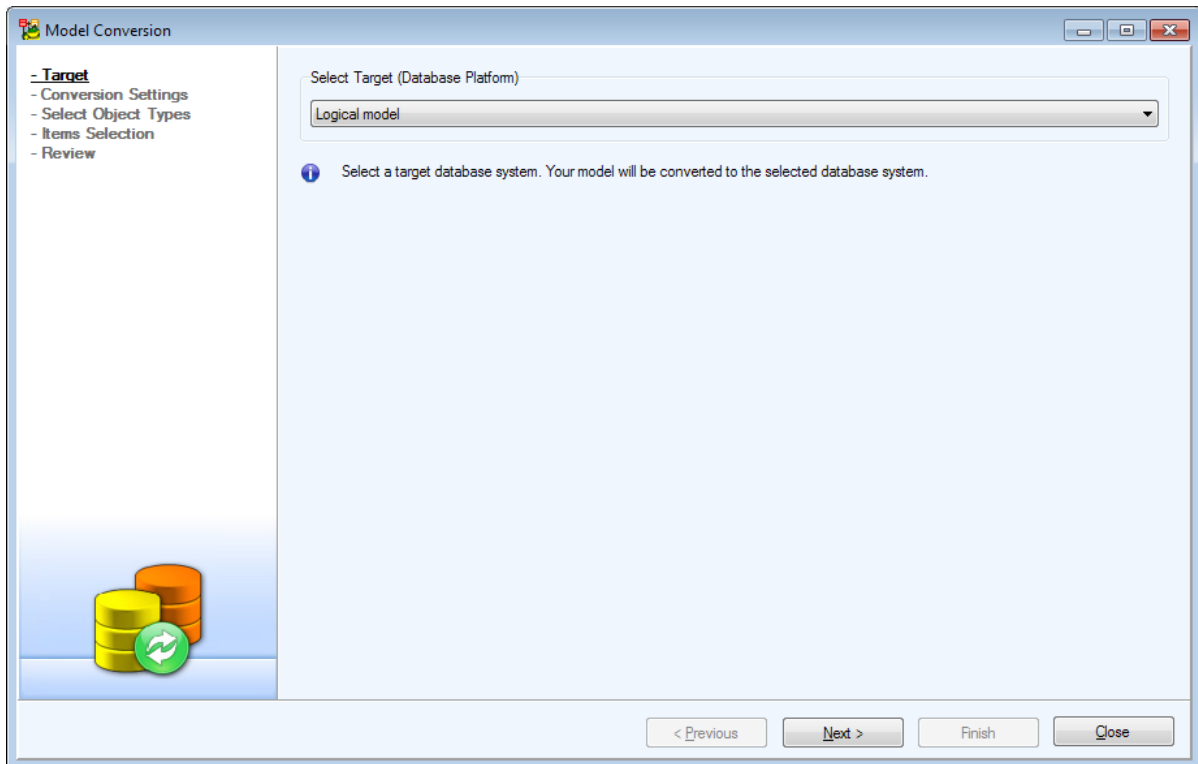 Model Conversion
- Target
- Conversion Settings
- Select Object Types
- Items Selection
- Review
Select Target (Database Platform)
Logical model
Select a target database system. Your model will be converted to the selected database system.
< Previous
Next >
Finish
Close